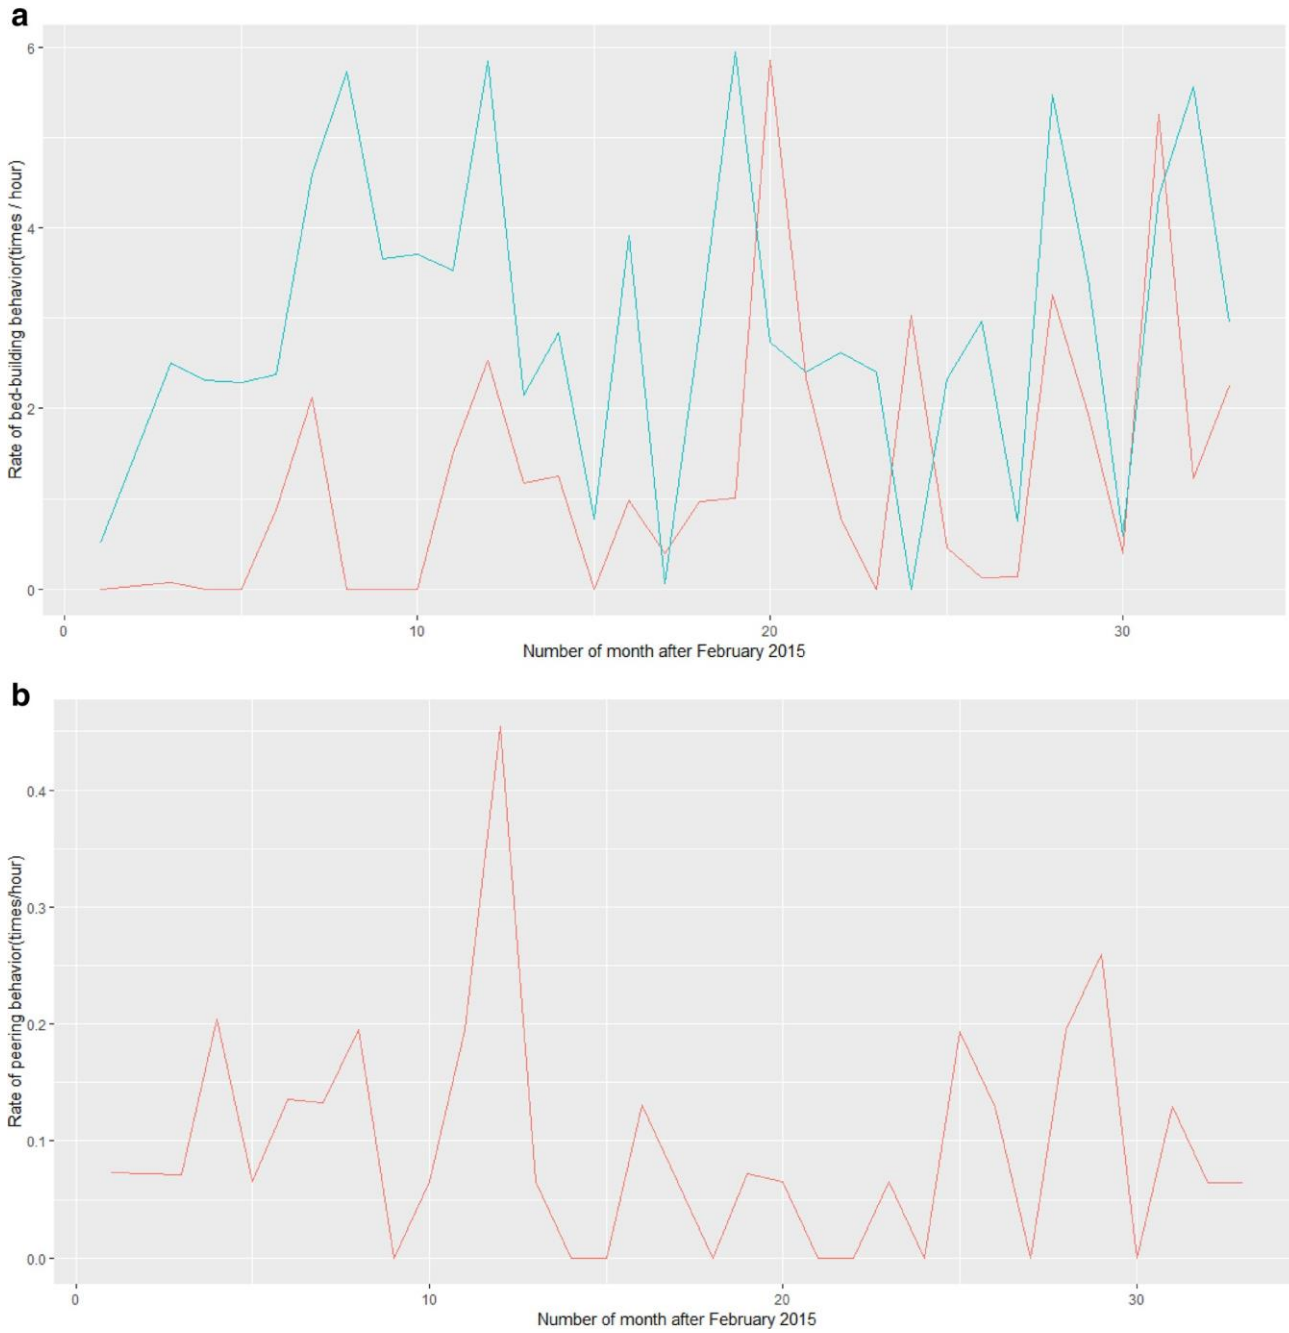 a
Rate of bed-building behavior(times / hour)
6
4
2
0
0 10 20 30
Number of month after February 2015
b
Rate of peering behavior(times/hour)
0.4
0.3
0.2
0.1
0.0
0 10 20 30
Number of month after February 2015